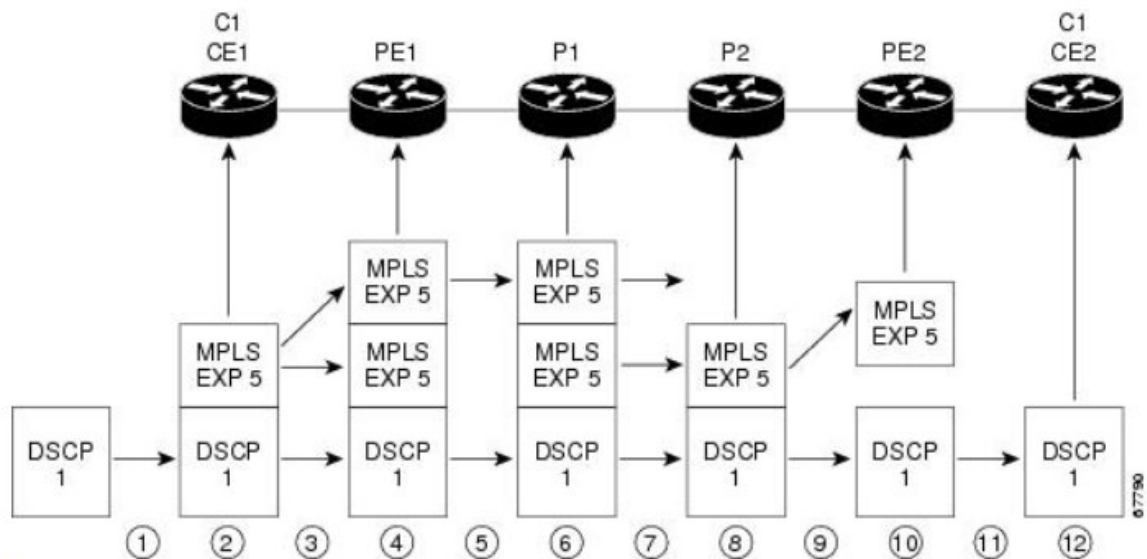 C1
CE1
PE1
P1
P2
PE2
C1
CE2
MPLS
EXP 5
MPLS
EXP 5
MPLS
EXP 5
MPLS
EXP 5
MPLS
EXP 5
MPLS
EXP 5
MPLS
EXP 5
DSCP
1
DSCP
1
DSCP
1
DSCP
1
DSCP
1
DSCP
1
DSCP
1
67790
1 2 3 4 5 6 7 8 9 10 11 12